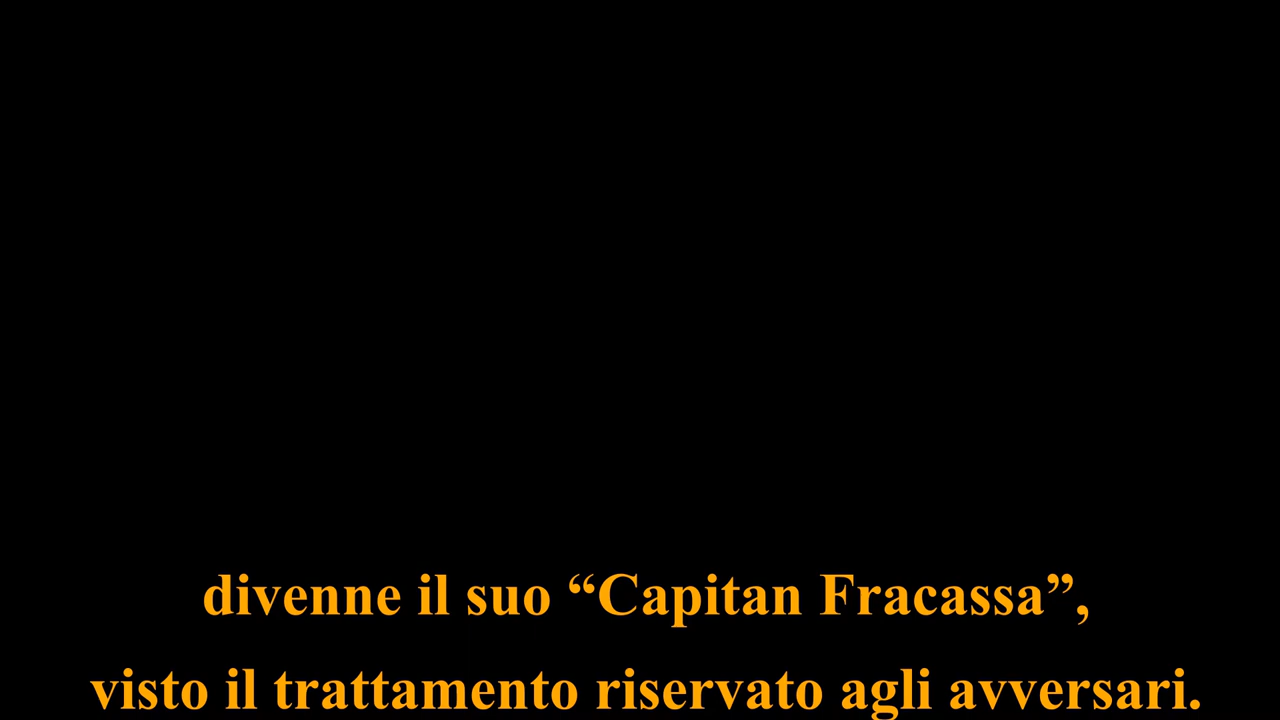 divenne il suo “Capitan Fracassa”,
visto il trattamento riservato agli avversari.